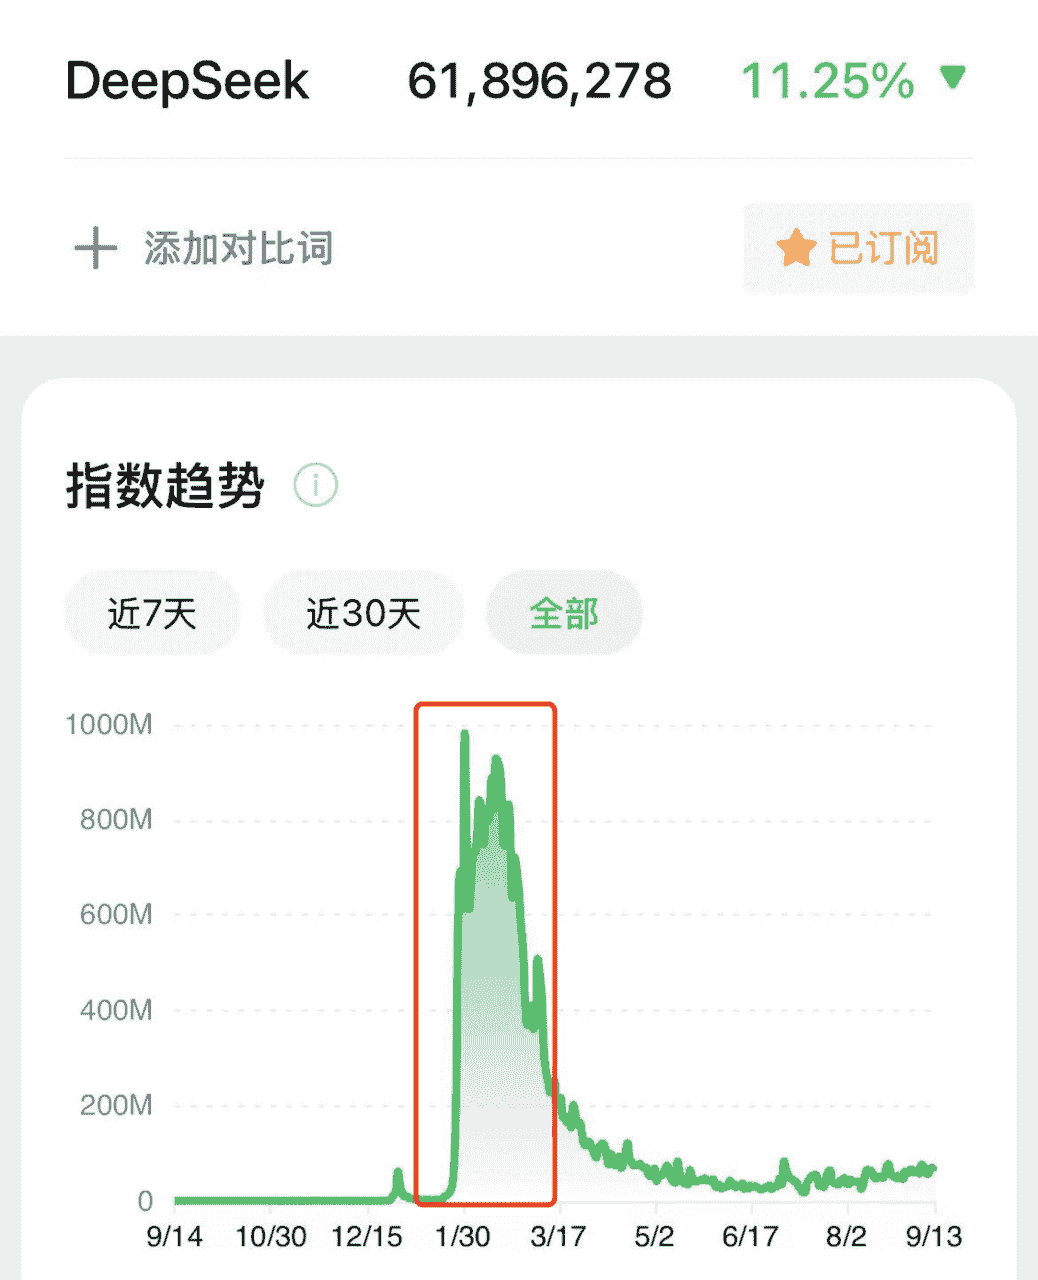 DeepSeek 61,896,278 11.25%
添加对比词 已订阅
指数趋势
近7天 近30天 全部
1000M
800M
600M
400M
200M
0
9/14 10/30 12/15 1/30 3/17 5/2 6/17 8/2 9/13